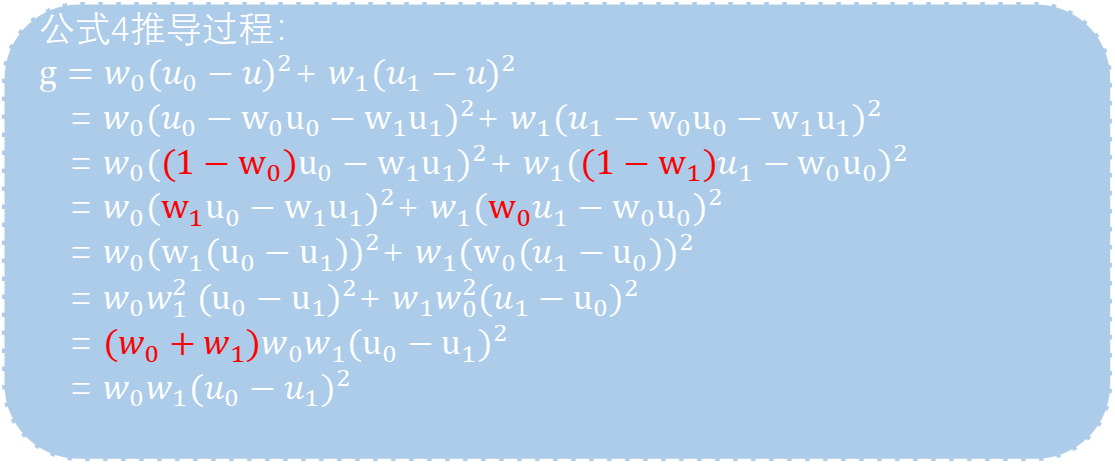 公式4推导过程：
g = w₀(u₀ − u)² + w₁(u₁ − u)²
= w₀(u₀ − w₀u₀ − w₁u₁)² + w₁(u₁ − w₀u₀ − w₁u₁)²
= w₀((1 − w₀)u₀ − w₁u₁)² + w₁((1 − w₁)u₁ − w₀u₀)²
= w₀(w₁u₀ − w₁u₁)² + w₁(w₀u₁ − w₀u₀)²
= w₀(w₁(u₀ − u₁))² + w₁(w₀(u₁ − u₀))²
= w₀w₁² (u₀ − u₁)² + w₁w₀²(u₁ − u₀)²
= (w₀ + w₁)w₀w₁(u₀ − u₁)²
= w₀w₁(u₀ − u₁)²